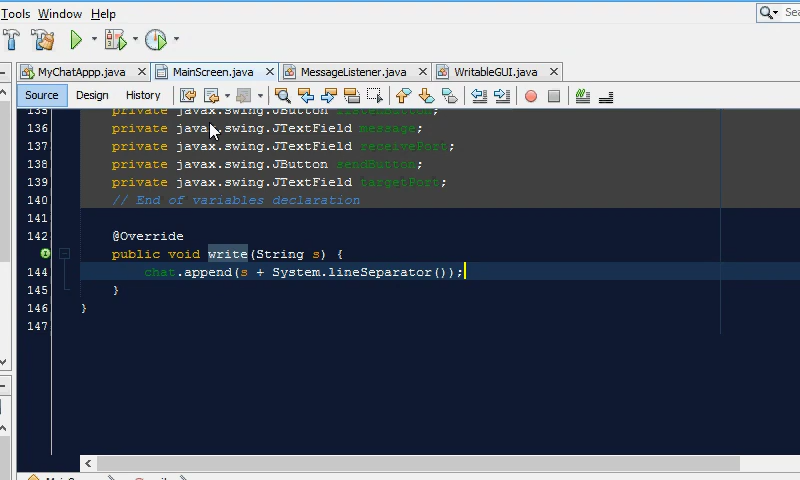 Tools Window Help
Sea
MyChatAppp.java MainScreen.java MessageListener.java WritableGUI.java
Source Design History
135 private javax.swing.JButton listenButton;
136 private javax.swing.JTextField message;
137 private javax.swing.JTextField receivePort;
138 private javax.swing.JButton sendButton;
139 private javax.swing.JTextField targetPort;
140 // End of variables declaration
141
142 @Override
public void write(String s) {
144 chat.append(s + System.lineSeparator());
145 }
146 }
147